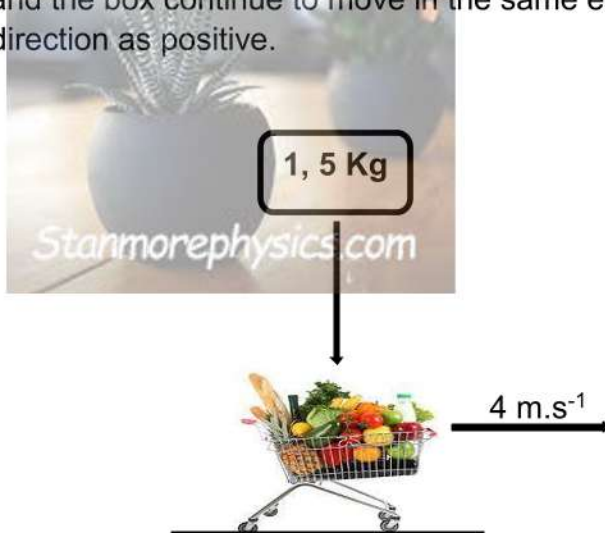 and the box continue to move in the same
direction as positive.
1, 5 Kg
Stanmorephysics.com
4 m.s⁻¹